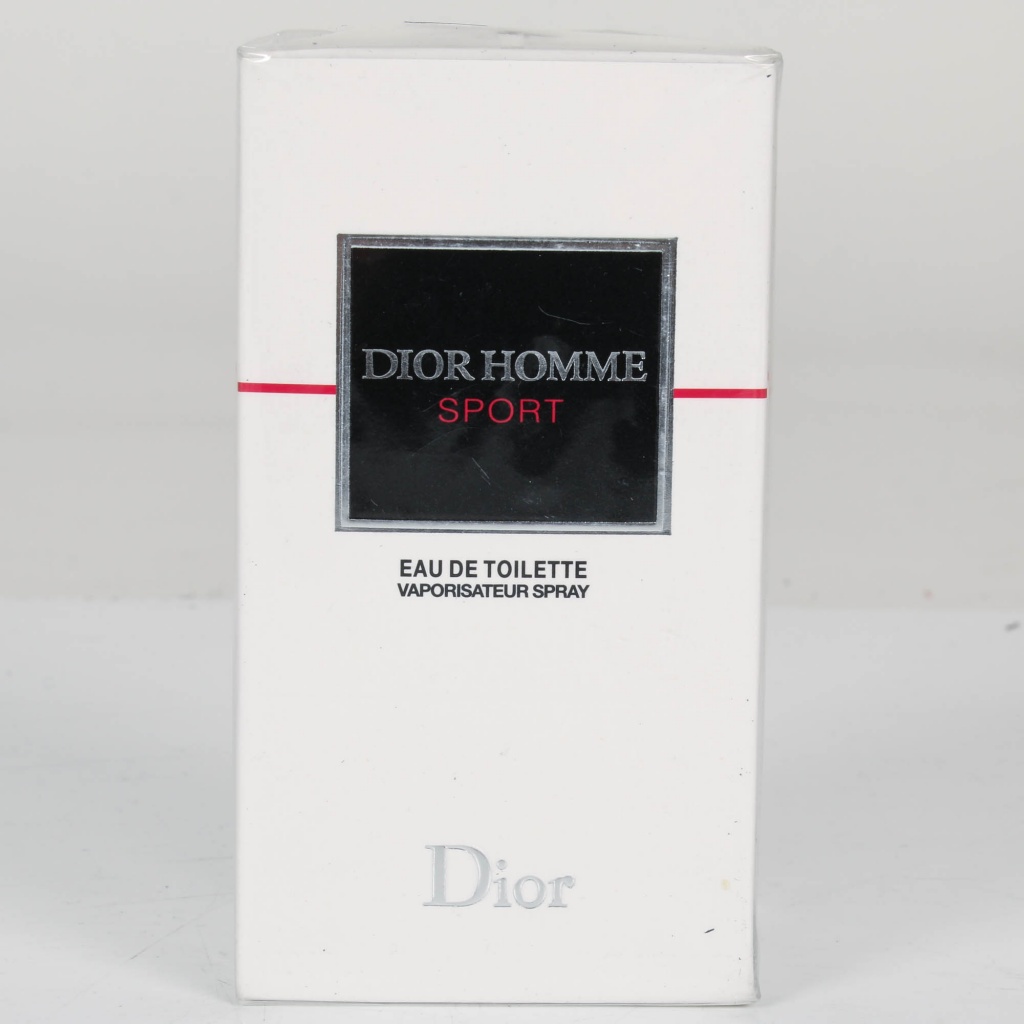 DIOR HOMME
SPORT
EAU DE TOILETTE
VAPORISATEUR SPRAY
Dior